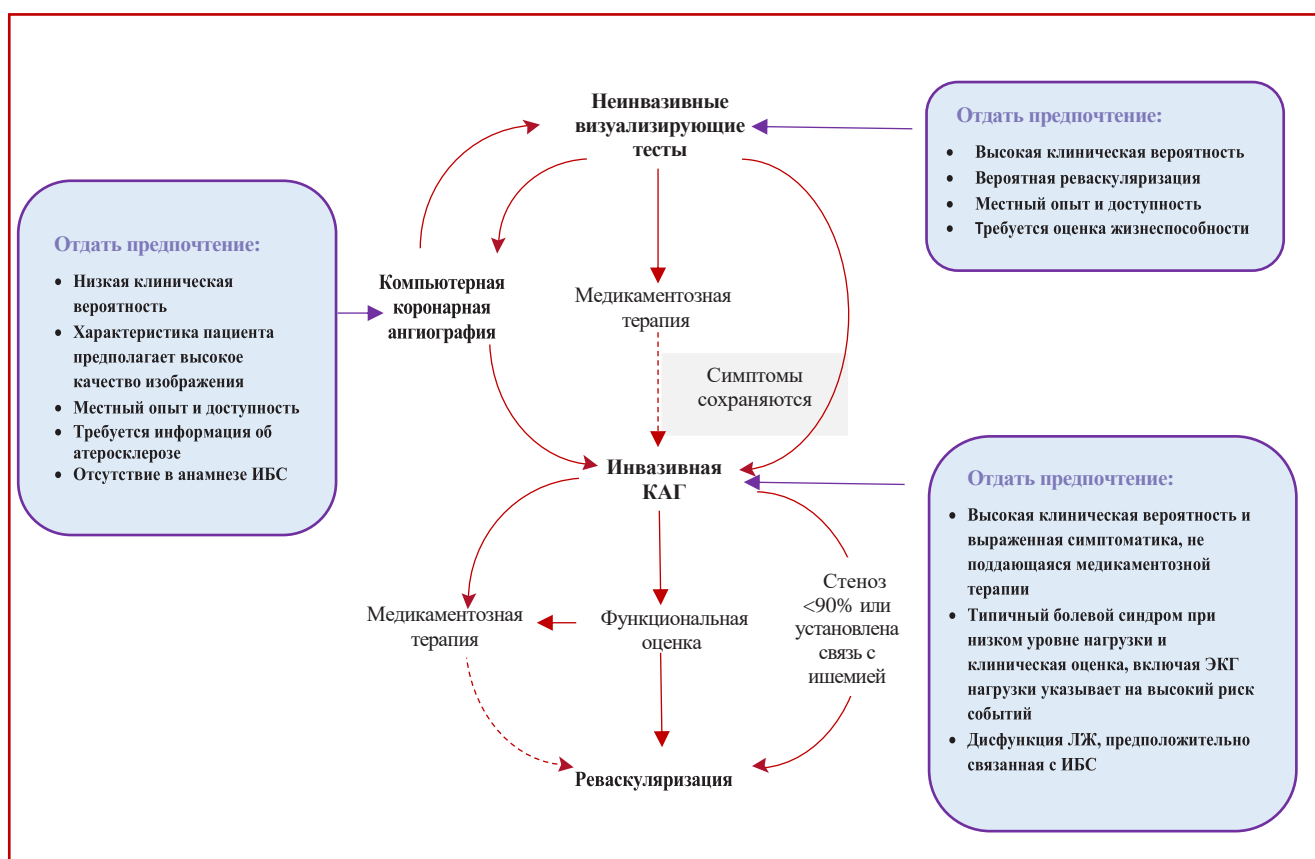 Неинвазивные
визуализирующие
тесты
Отдать предпочтение:
• Высокая клиническая вероятность
• Вероятная реваскуляризация
• Местный опыт и доступность
• Требуется оценка жизнеспособности
Отдать предпочтение:
• Низкая клиническая
вероятность
• Характеристика пациента
предполагает высокое
качество изображения
• Местный опыт и доступность
• Требуется информация об
атеросклерозе
• Отсутствие в анамнезе ИБС
Компьютерная
коронарная
ангиография
Медикаментозная
терапия
Симптомы
сохраняются
Инвазивная
КАГ
Отдать предпочтение:
• Высокая клиническая вероятность и
выраженная симптоматика, не
поддающаяся медикаментозной
терапии
• Типичный болевой синдром при
низком уровне нагрузки и
клиническая оценка, включая ЭКГ
нагрузки указывает на высокий риск
событий
• Дисфункция ЛЖ, предположительно
связанная с ИБС
Медикаментозная
терапия
Функциональная
оценка
Стеноз
<90% или
установлена
связь с
ишемией
Реваскуляризация